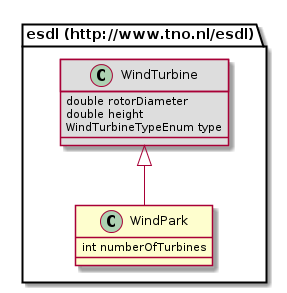 esdl (http://www.tno.nl/esdl)
C WindTurbine
double rotorDiameter
double height
WindTurbineTypeEnum type
C WindPark
int numberOfTurbines